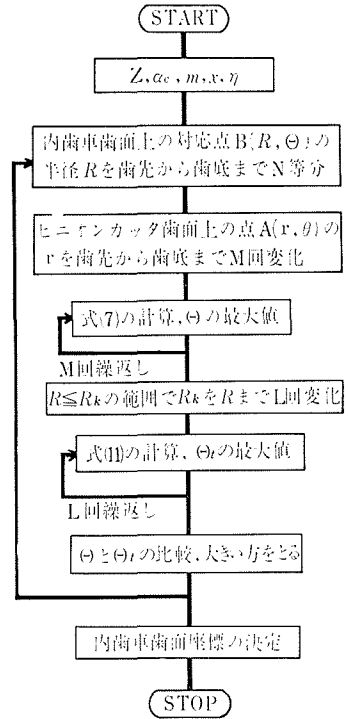 START
Z, αc, m, x, η
内歯車歯面上の対応点B(R, Θ)の
半径Rを歯先から歯底までN等分
ピニオンカッタ歯面上の点A(r, θ)の
rを歯先から歯底までM回変化
式(7)の計算、Θの最大値
M回繰返し
R≦Rkの範囲でRkをRまでL回変化
式(11)の計算、Θtの最大値
L回繰返し
ΘとΘtの比較、大きい方をとる
内歯車歯面座標の決定
STOP